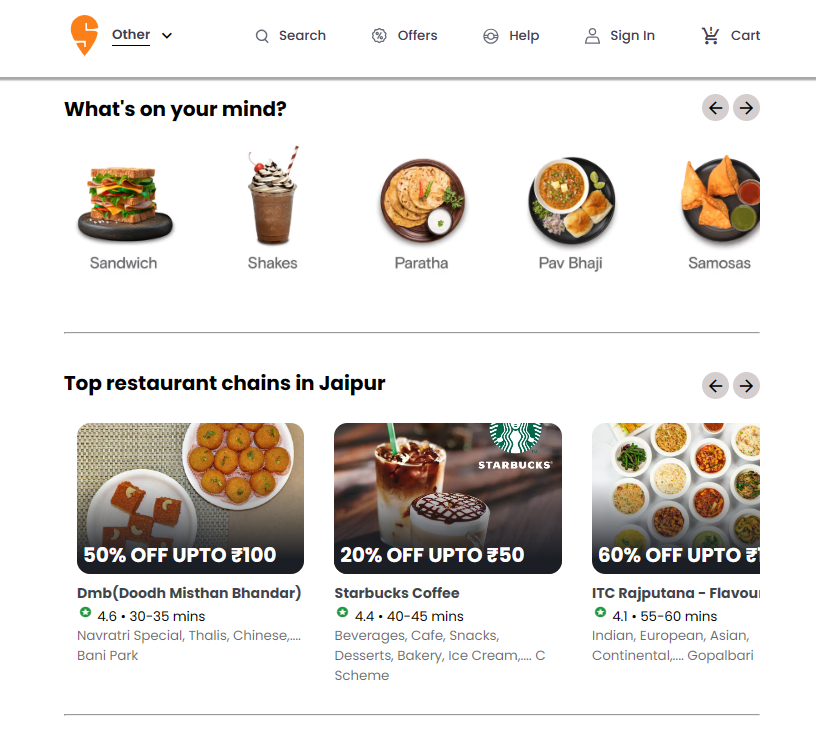 Other Search Offers Help Sign In Cart
What's on your mind?
Sandwich Shakes Paratha Pav Bhaji Samosas
Top restaurant chains in Jaipur
STARBUCKS
50% OFF UPTO ₹100
20% OFF UPTO ₹50
60% OFF UPTO ₹1
Dmb(Doodh Misthan Bhandar)
4.6 • 30-35 mins
Navratri Special, Thalis, Chinese,....
Bani Park
Starbucks Coffee
4.4 • 40-45 mins
Beverages, Cafe, Snacks,
Desserts, Bakery, Ice Cream,.... C
Scheme
ITC Rajputana - Flavou
4.1 • 55-60 mins
Indian, European, Asian,
Continental,.... Gopalbari